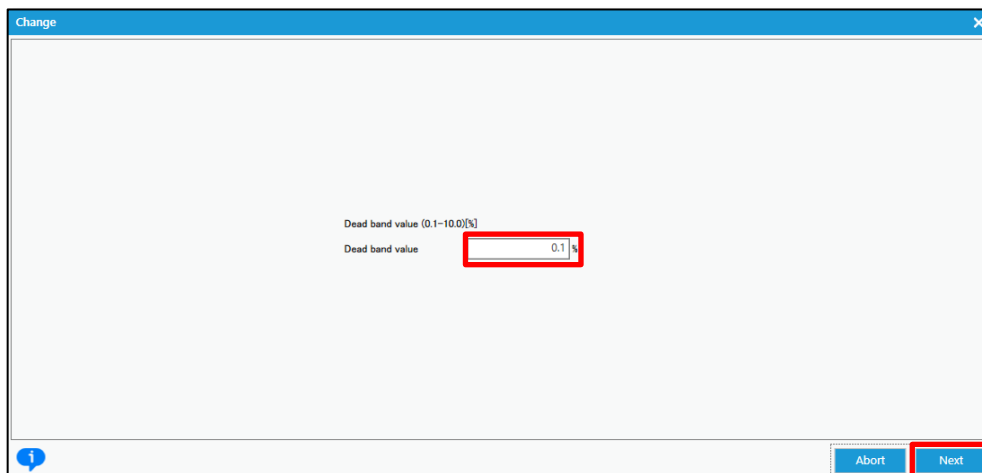 Change
Dead band value (0.1-10.0)[%]
Dead band value 0.1 %
Abort Next